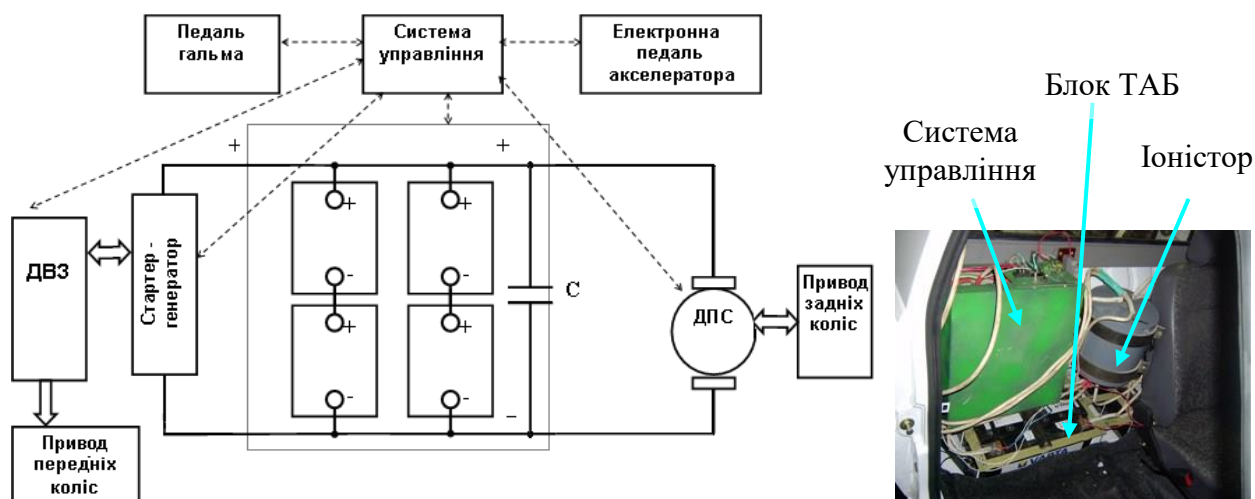 Педаль
гальма
Система
управління
Електронна
педаль
акселератора
+
+
ДВЗ
Стартер -
генератор
+
-
+
-
+
-
+
-
C
-
ДПС
Привод
задніх
коліс
Привод
передніх
коліс
Блок ТАБ
Система
управління
Іоністор
VARTA